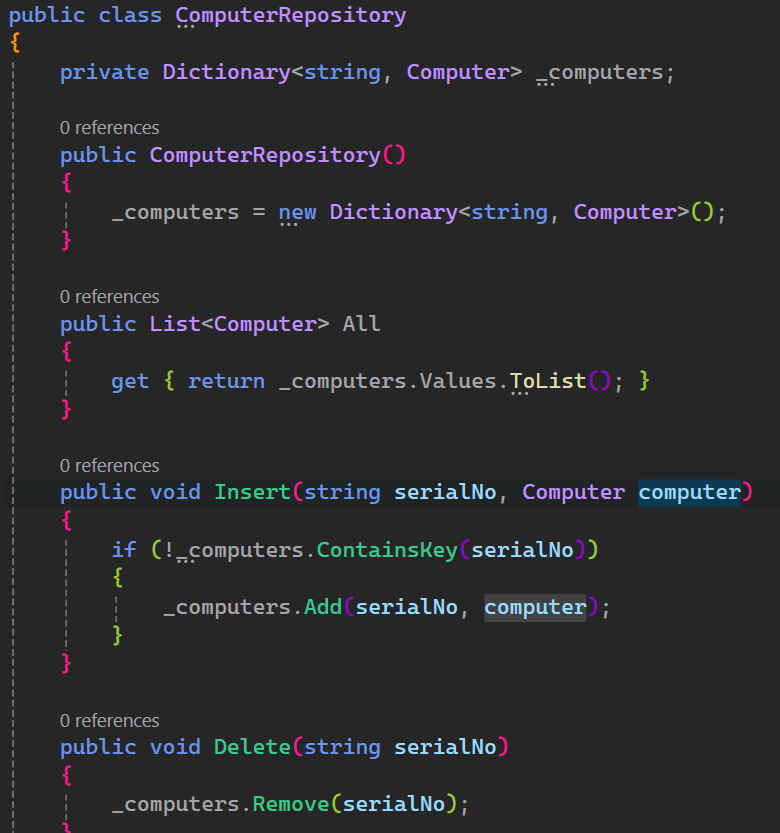 public class ComputerRepository
{
private Dictionary<string, Computer> _computers;
0 references
public ComputerRepository()
{
_computers = new Dictionary<string, Computer>();
}
0 references
public List<Computer> All
{
get { return _computers.Values.ToList(); }
}
0 references
public void Insert(string serialNo, Computer computer)
{
if (!_computers.ContainsKey(serialNo))
{
_computers.Add(serialNo, computer);
}
}
0 references
public void Delete(string serialNo)
{
_computers.Remove(serialNo);
}